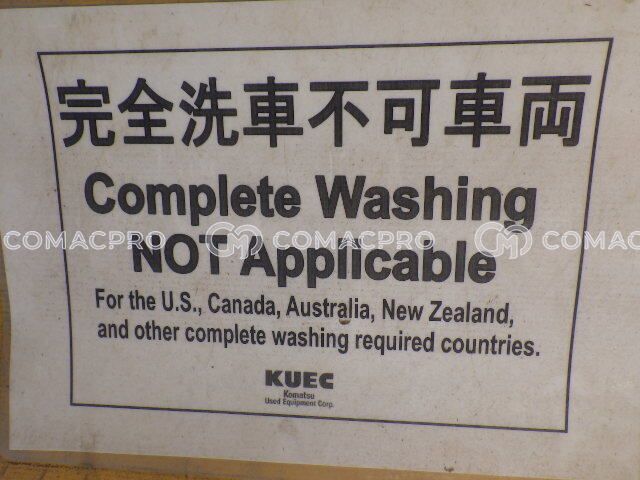 完全洗車不可車両
Complete Washing
NOT Applicable
COMACPRO COMACPRO COMACPRO
For the U.S., Canada, Australia, New Zealand,
and other complete washing required countries.
KUEC
Komatsu
Used Equipment Corp.